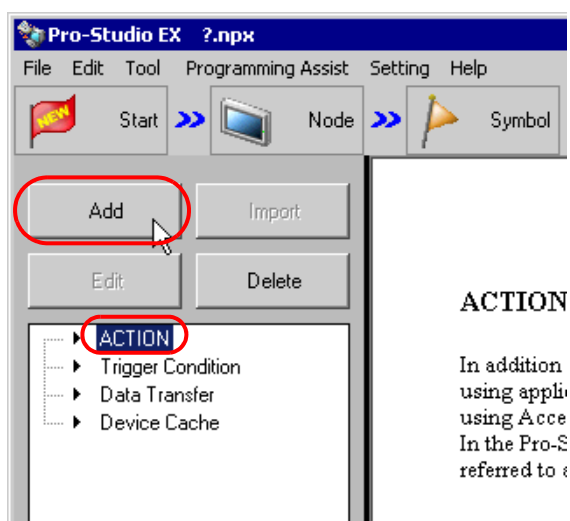 Pro-Studio EX ?.npx
File Edit Tool Programming Assist Setting Help
NEW Start Node Symbol
Add Import
Edit Delete
ACTION
Trigger Condition
Data Transfer
Device Cache
ACTION
In addition
using appli
using Acce
In the Pro-S
referred to a